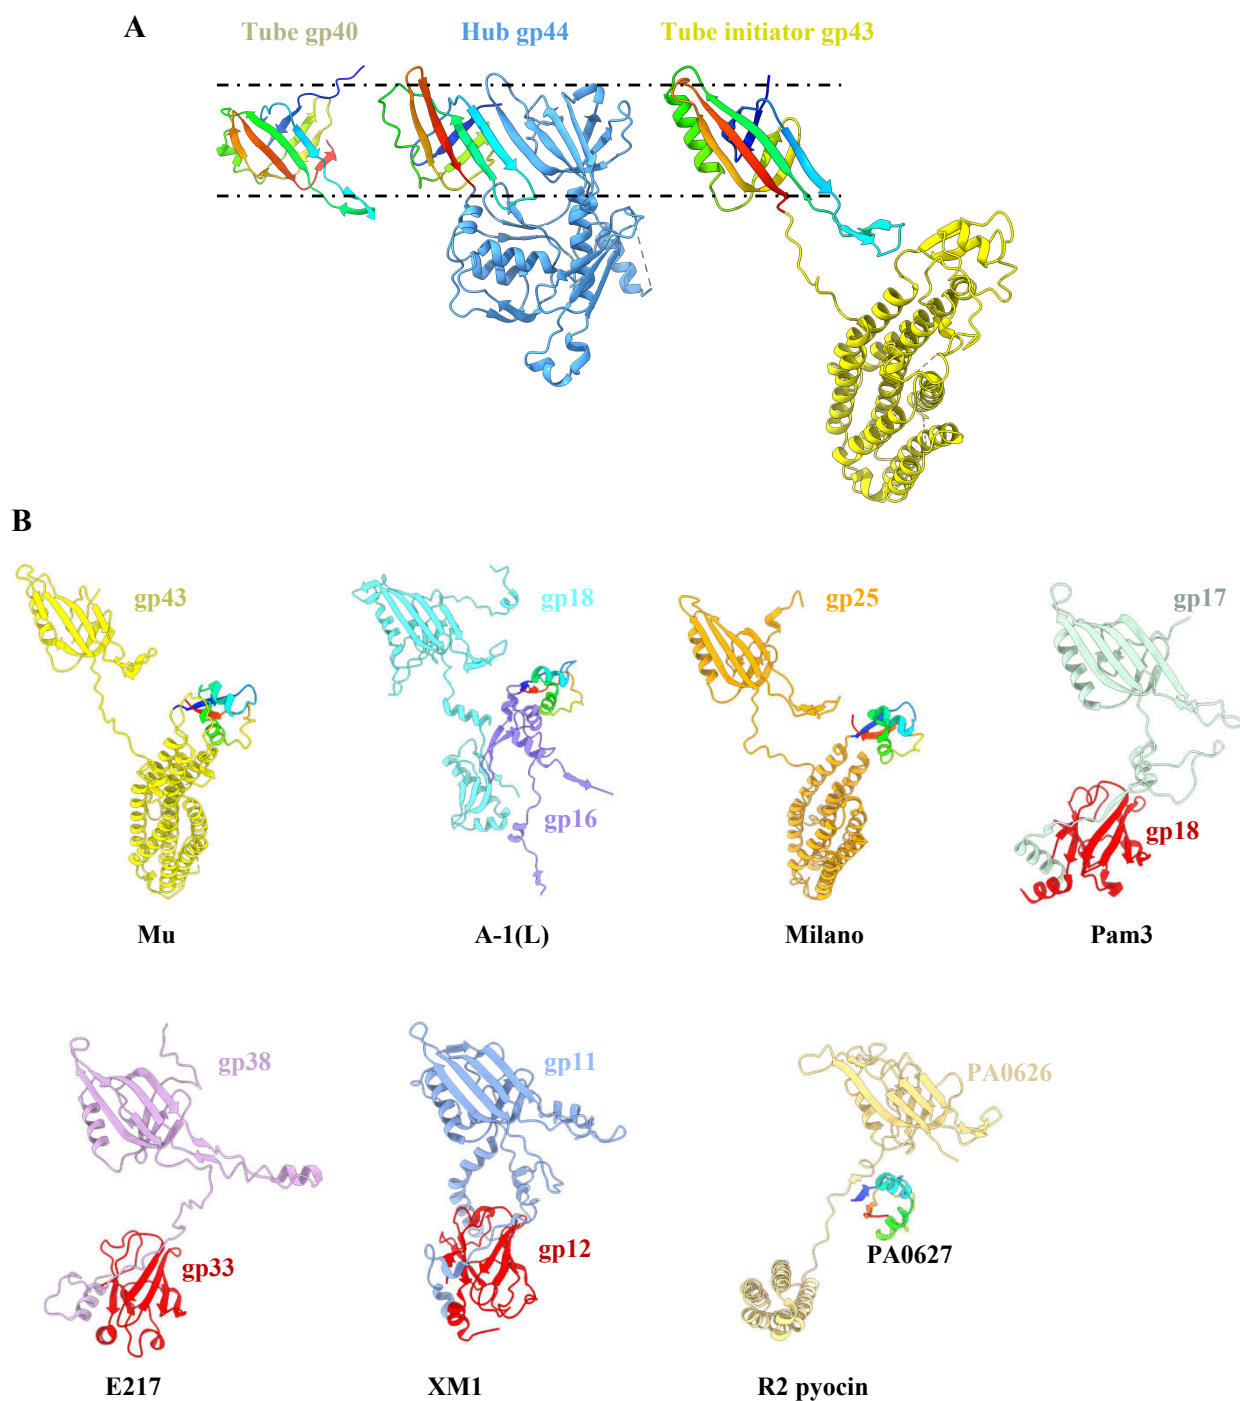 A
Tube gp40 Hub gp44 Tube initiator gp43
B
gp43 gp18 gp25 gp17
gp16 gp18
Mu A-1(L) Milano Pam3
gp38 gp11 PA0626
gp33 gp12 PA0627
E217 XM1 R2 pyocin